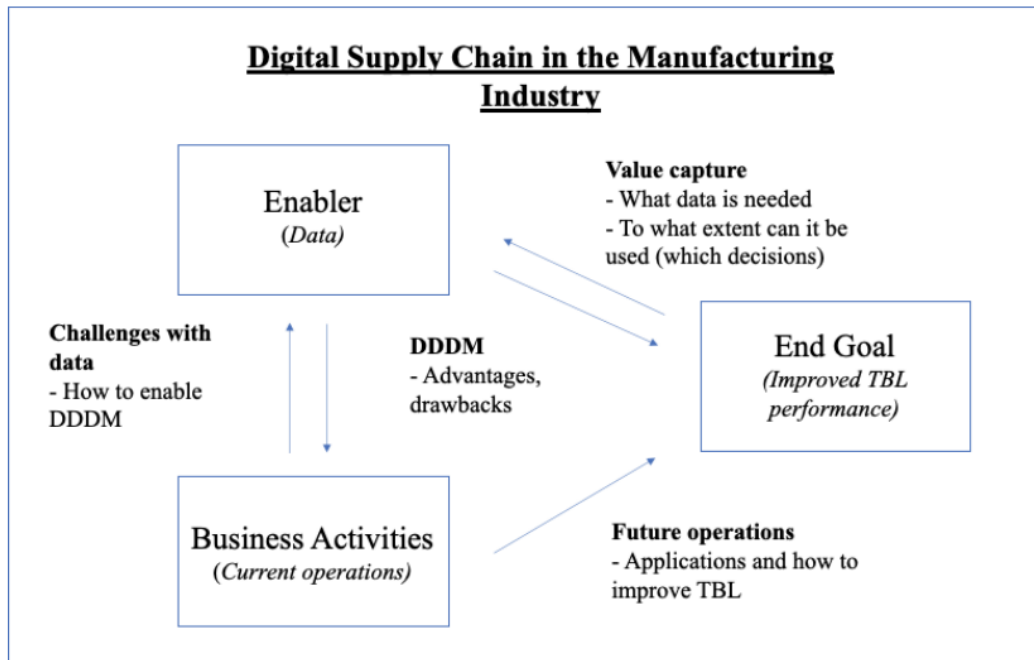 Digital Supply Chain in the Manufacturing
Industry
Enabler
(Data)
Value capture
- What data is needed
- To what extent can it be
used (which decisions)
Challenges with
data
- How to enable
DDDM
DDDM
- Advantages,
drawbacks
End Goal
(Improved TBL
performance)
Business Activities
(Current operations)
Future operations
- Applications and how to
improve TBL